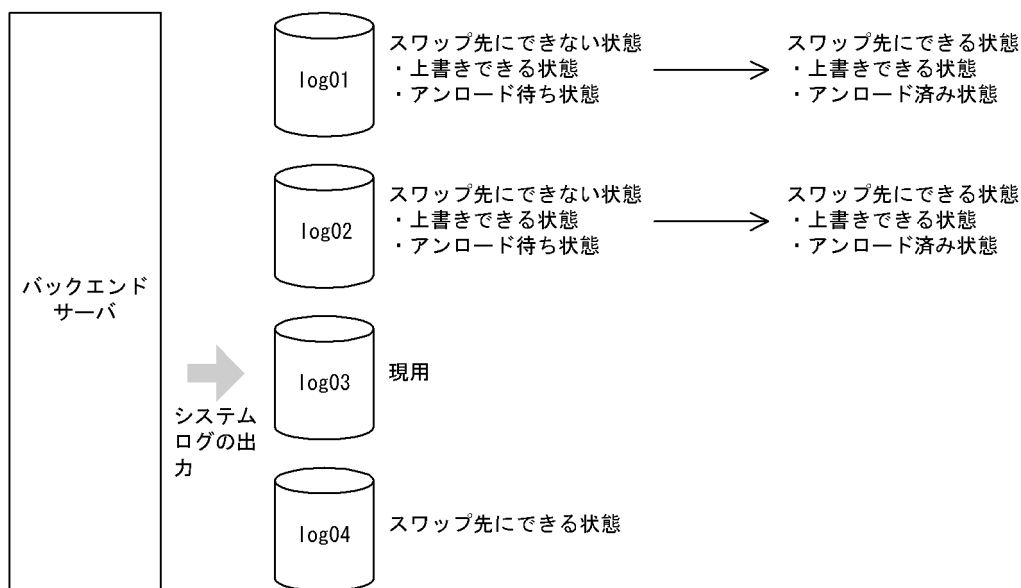 バックエンド
サーバ
システム
ログの出
力
log01
スワップ先にできない状態
・上書きできる状態
・アンロード待ち状態
スワップ先にできる状態
・上書きできる状態
・アンロード済み状態
log02
スワップ先にできない状態
・上書きできる状態
・アンロード待ち状態
スワップ先にできる状態
・上書きできる状態
・アンロード済み状態
log03
現用
log04
スワップ先にできる状態